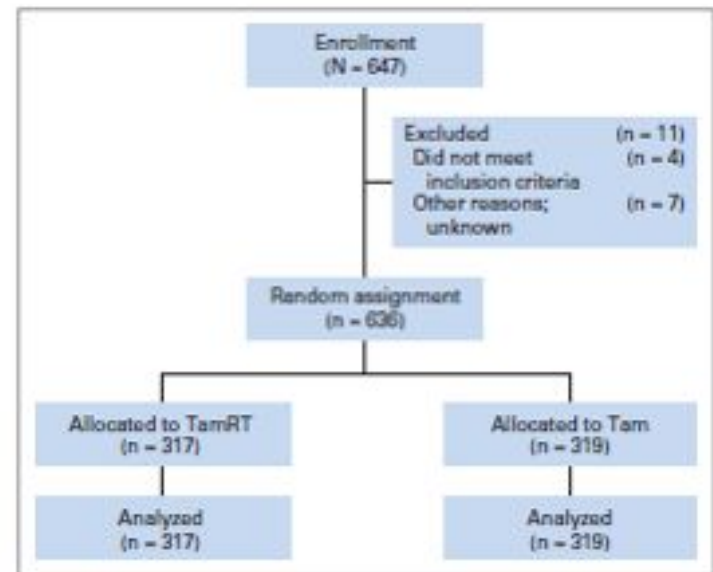 Enrollment
(N = 647)
Excluded (n = 11)
Did not meet (n = 4)
inclusion criteria
Other reasons; (n = 7)
unknown
Random assignment
(n = 636)
Allocated to TamRT
(n = 317)
Allocated to Tam
(n = 319)
Analyzed
(n = 317)
Analyzed
(n = 319)